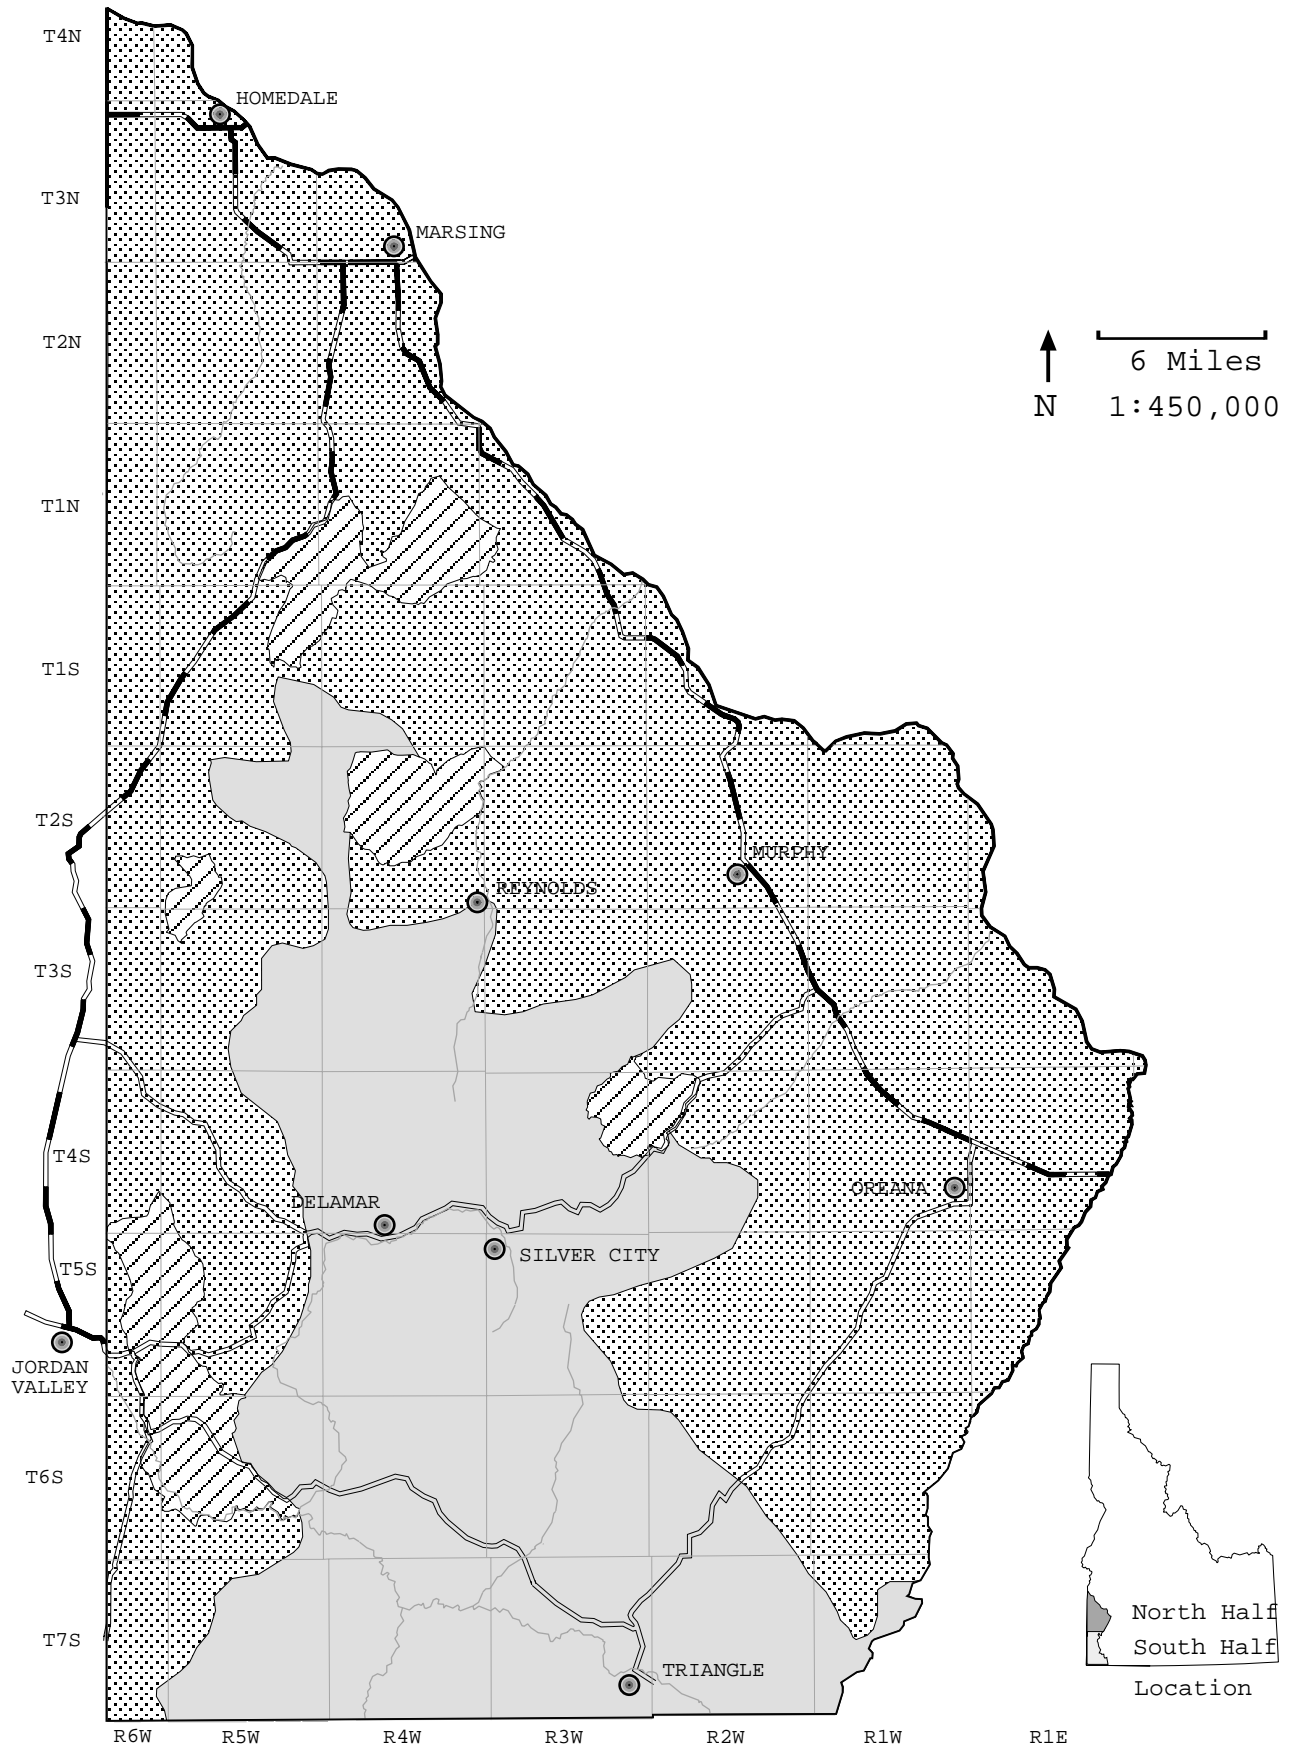 T4N
HOMEDALE
T3N
MARSING
T2N
6 Miles
N
1:450,000
T1N
T1S
T2S
MURPHY
REYNOLDS
T3S
T4S
OREANA
DELAMAR
SILVER CITY
T5S
JORDAN
VALLEY
T6S
North Half
T7S
South Half
TRIANGLE
Location
R6W
R5W
R4W
R3W
R2W
R1W
R1E